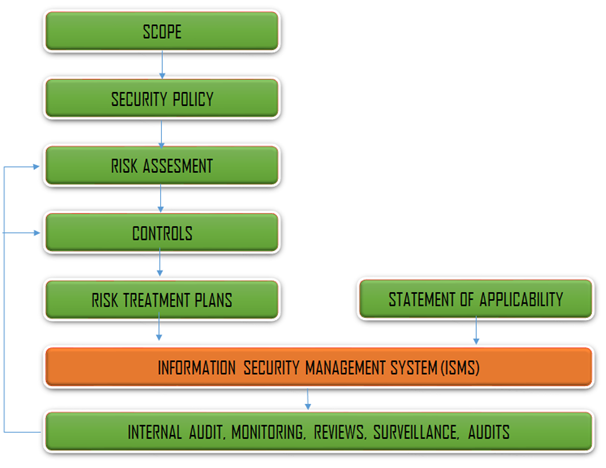 SCOPE
SECURITY POLICY
RISK ASSESMENT
CONTROLS
RISK TREATMENT PLANS
STATEMENT OF APPLICABILITY
INFORMATION SECURITY MANAGEMENT SYSTEM (ISMS)
INTERNAL AUDIT, MONITORING, REVIEWS, SURVEILLANCE, AUDITS